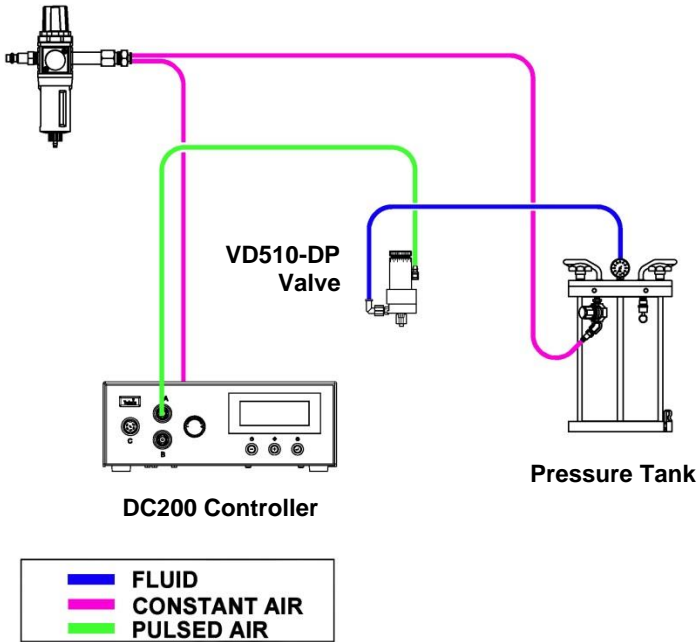 VD510-DP
Valve
A
C
B
Pressure Tank
DC200 Controller
FLUID
CONSTANT AIR
PULSED AIR